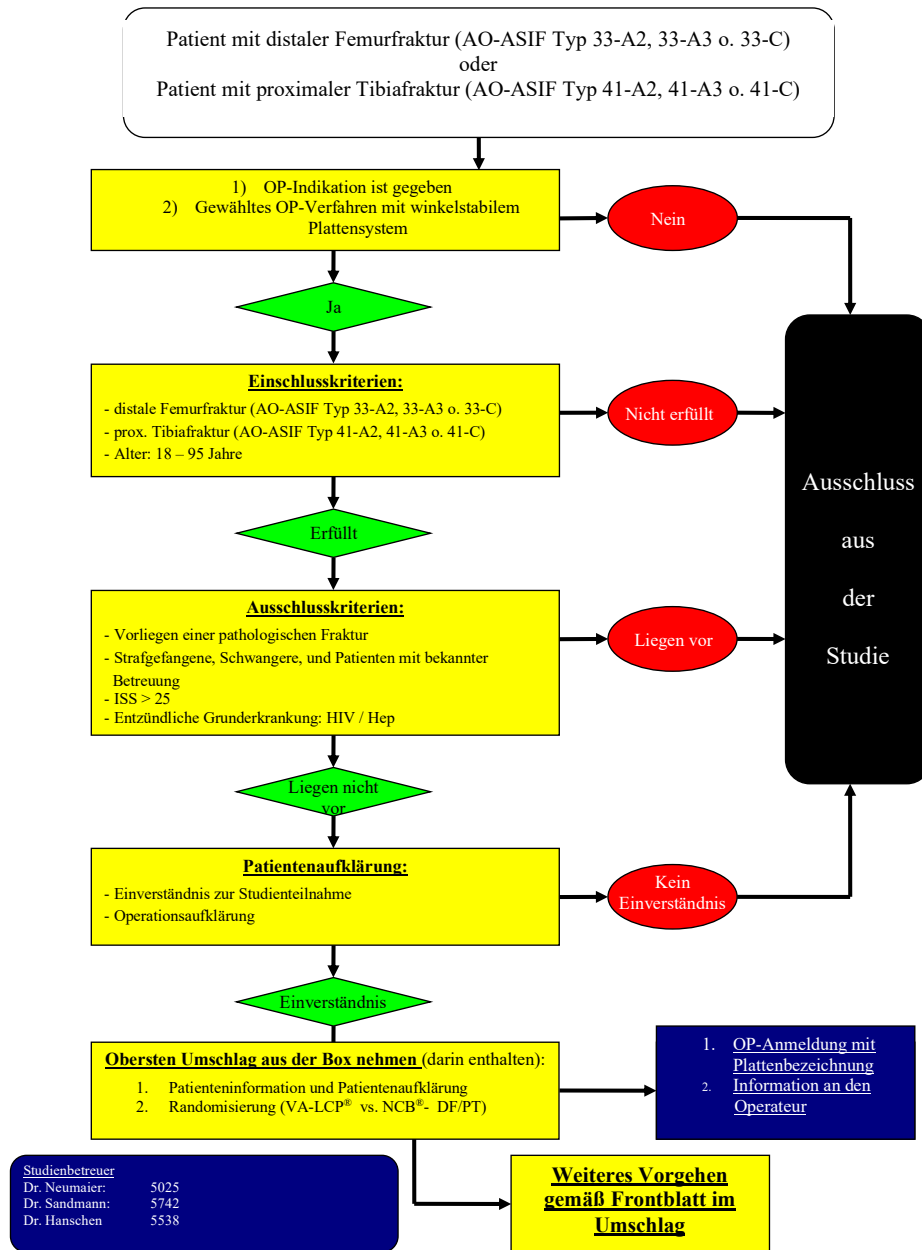 Patient mit distaler Femurfraktur (AO-ASIF Typ 33-A2, 33-A3 o. 33-C)
oder
Patient mit proximaler Tibiafraktur (AO-ASIF Typ 41-A2, 41-A3 o. 41-C)
1) OP-Indikation ist gegeben
2) Gewähltes OP-Verfahren mit winkelstabilem
Plattensystem
Nein
Ja
Einschlusskriterien:
- distale Femurfraktur (AO-ASIF Typ 33-A2, 33-A3 o. 33-C)
- prox. Tibiafraktur (AO-ASIF Typ 41-A2, 41-A3 o. 41-C)
- Alter: 18 – 95 Jahre
Nicht erfüllt
Ausschluss
aus
der
Studie
Erfüllt
Ausschlusskriterien:
- Vorliegen einer pathologischen Fraktur
- Strafgefangene, Schwangere, und Patienten mit bekannter
Betreuung
- ISS > 25
- Entzündliche Grunderkrankung: HIV / Hep
Liegen vor
Liegen nicht
vor
Patientenaufklärung:
- Einverständnis zur Studienteilnahme
- Operationsaufklärung
Kein
Einverständnis
Einverständnis
Obersten Umschlag aus der Box nehmen (darin enthalten):
1. Patienteninformation und Patientenaufklärung
2. Randomisierung (VA-LCP® vs. NCB®- DF/PT)
1. OP-Anmeldung mit
Plattenbezeichnung
2. Information an den
Operateur
Studienbetreuer
Dr. Neumaier: 5025
Dr. Sandmann: 5742
Dr. Hanschen 5538
Weiteres Vorgehen
gemäß Frontblatt im
Umschlag